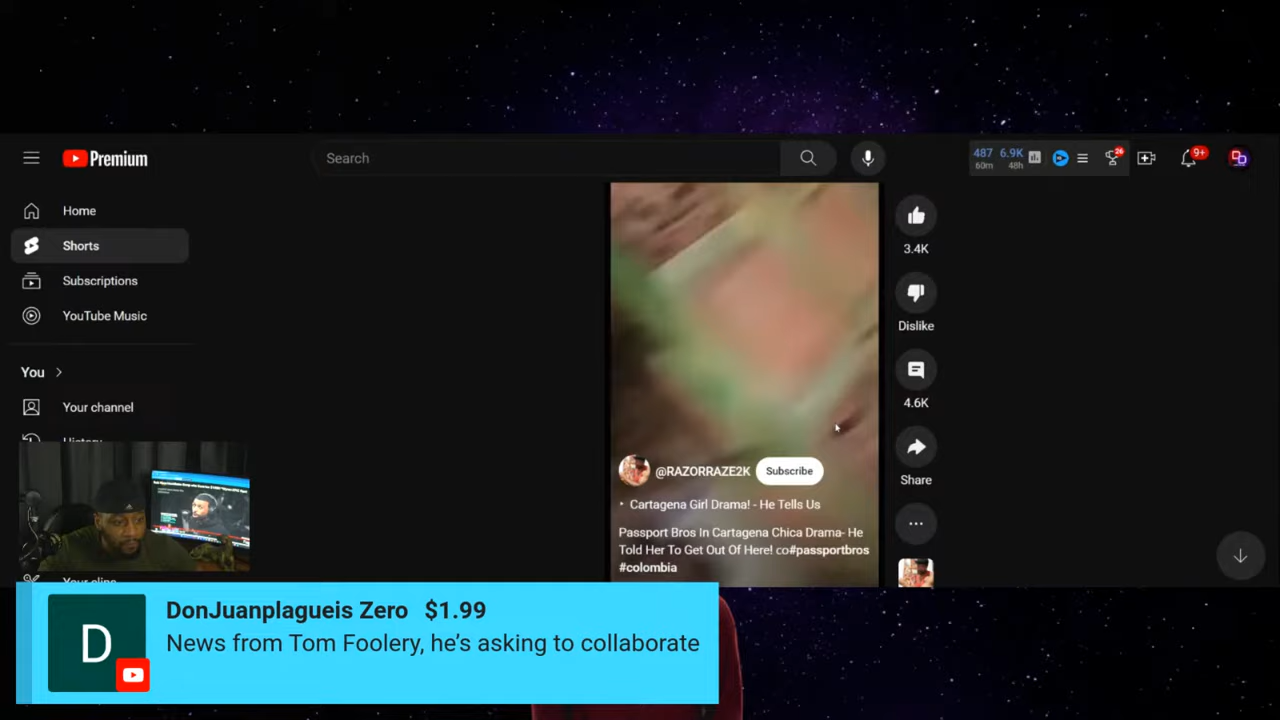 Premium
Search
487 6.9K
60m 48h
26
9+
Home
Shorts
Subscriptions
YouTube Music
You
Your channel
History
Your clips
3.4K
Dislike
4.6K
Share
@RAZORRAZE2K Subscribe
Cartagena Girl Drama! - He Tells Us
Passport Bros In Cartagena Chica Drama- He
Told Her To Get Out Of Here! co#passportbros
#colombia
D
DonJuanplagueis Zero $1.99
News from Tom Foolery, he's asking to collaborate